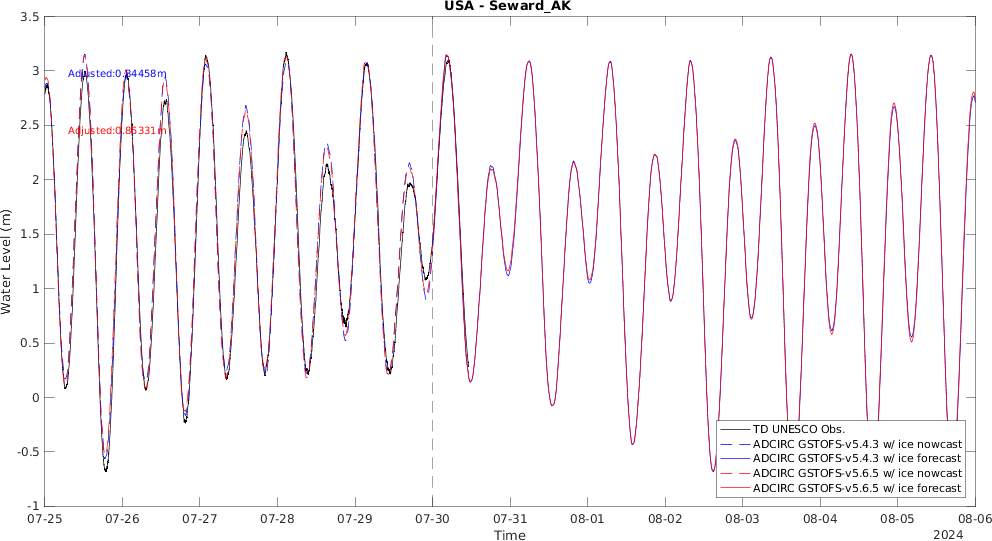 USA - Seward_AK
3.5
3
2.5
2
1.5
1
0.5
0
-0.5
-1
Water Level (m)
Adjusted:0.84458m
Adjusted:0.85331m
TD UNESCO Obs.
ADCIRC GSTOFS-v5.4.3 w/ ice nowcast
ADCIRC GSTOFS-v5.4.3 w/ ice forecast
ADCIRC GSTOFS-v5.6.5 w/ ice nowcast
ADCIRC GSTOFS-v5.6.5 w/ ice forecast
07-25 07-26 07-27 07-28 07-29 07-30 07-31 08-01 08-02 08-03 08-04 08-05 08-06
Time
2024